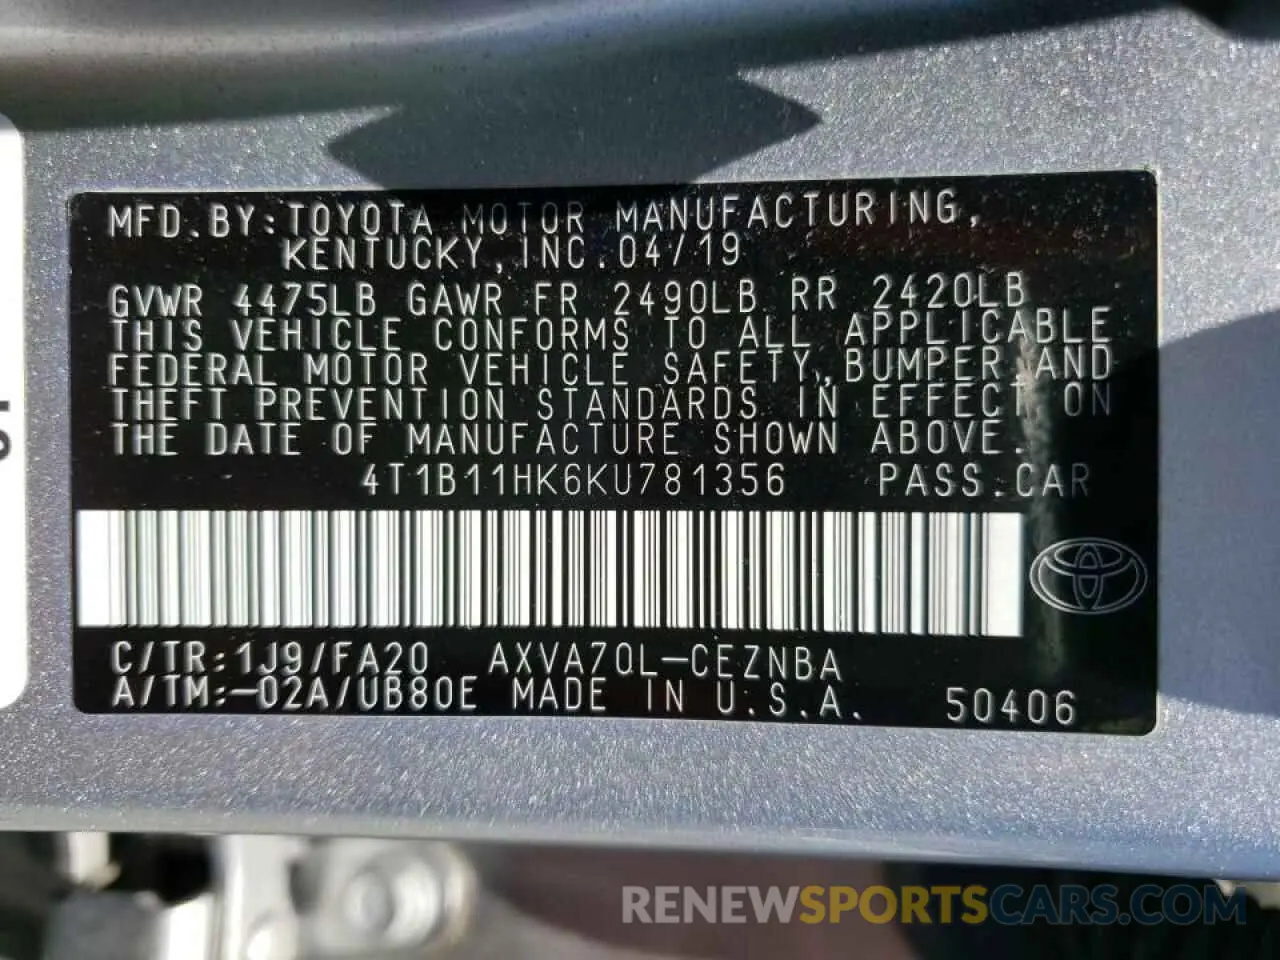 MFD.BY:TOYOTA MOTOR MANUFACTURING,
KENTUCKY,INC.04/19
GVWR 4475LB GAWR FR 2490LB RR 2420LB
THIS VEHICLE CONFORMS TO ALL APPLICABLE
FEDERAL MOTOR VEHICLE SAFETY,BUMPER,AND
THEFT PREVENTION STANDARDS IN EFFECT ON
THE DATE OF MANUFACTURE SHOWN ABOVE.
4T1B11HK6KU781356 PASS.CAR
C/TR:1J9/FA20 AXVA70L-CEZNBA
A/TM:-02A/UB80E MADE IN U.S.A. 50406
RENEWSPORTSCARS.COM